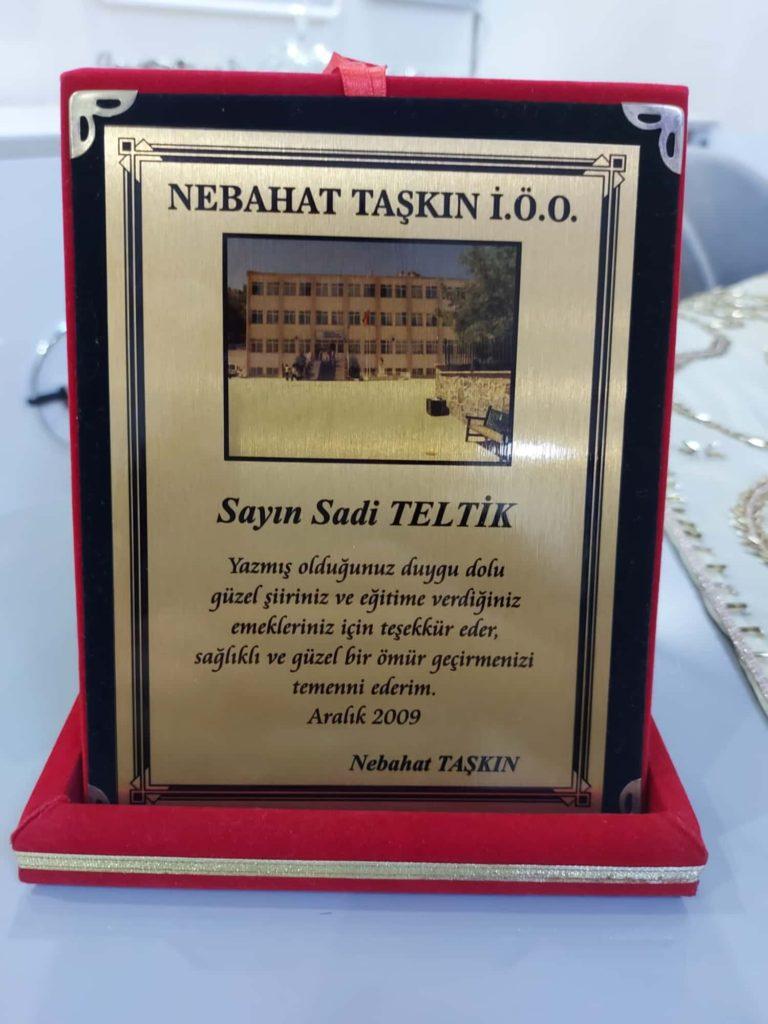 NEBAHAT TAŞKIN İ.Ö.O.
Sayın Sadi TELTİK
Yazmış olduğunuz duygu dolu
güzel şiiriniz ve eğitime verdiğiniz
emekleriniz için teşekkür eder,
sağlıklı ve güzel bir ömür geçirmenizi
temenni ederim.
Aralık 2009
Nebahat TAŞKIN